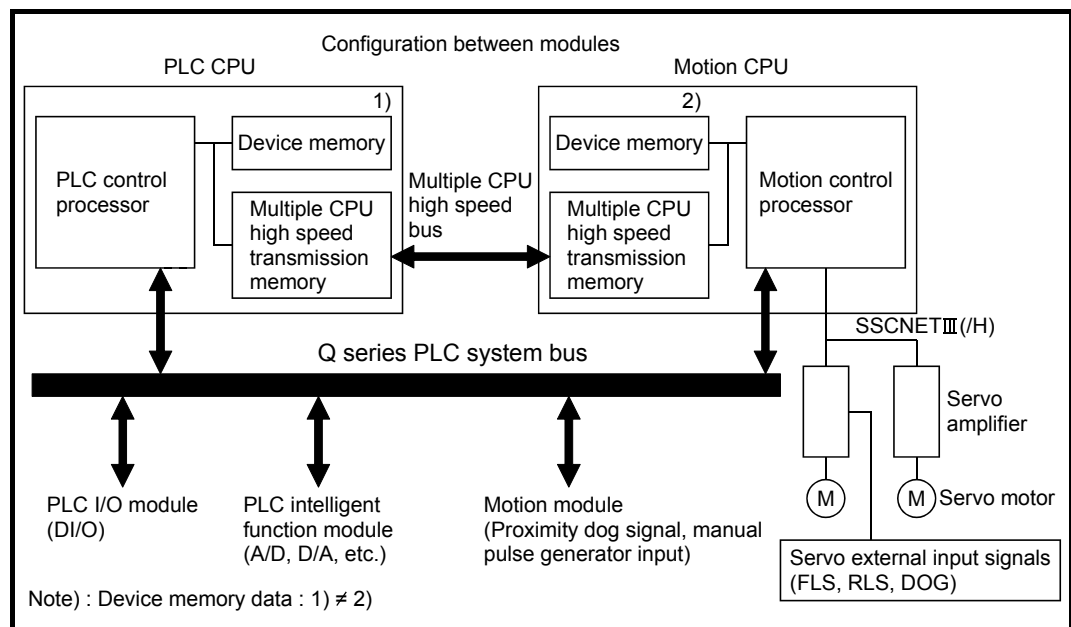 Configuration between modules
PLC CPU
Motion CPU
1)
2)
Device memory
Device memory
PLC control
processor
Multiple CPU
high speed
transmission
memory
Multiple CPU
high speed
bus
Multiple CPU
high speed
transmission
memory
Motion control
processor
SSCNETⅢ(/H)
Q series PLC system bus
Servo
amplifier
PLC I/O module
(DI/O)
PLC intelligent
function module
(A/D, D/A, etc.)
Motion module
(Proximity dog signal, manual
pulse generator input)
M
M
Servo motor
Servo external input signals
(FLS, RLS, DOG)
Note) : Device memory data : 1) ≠ 2)